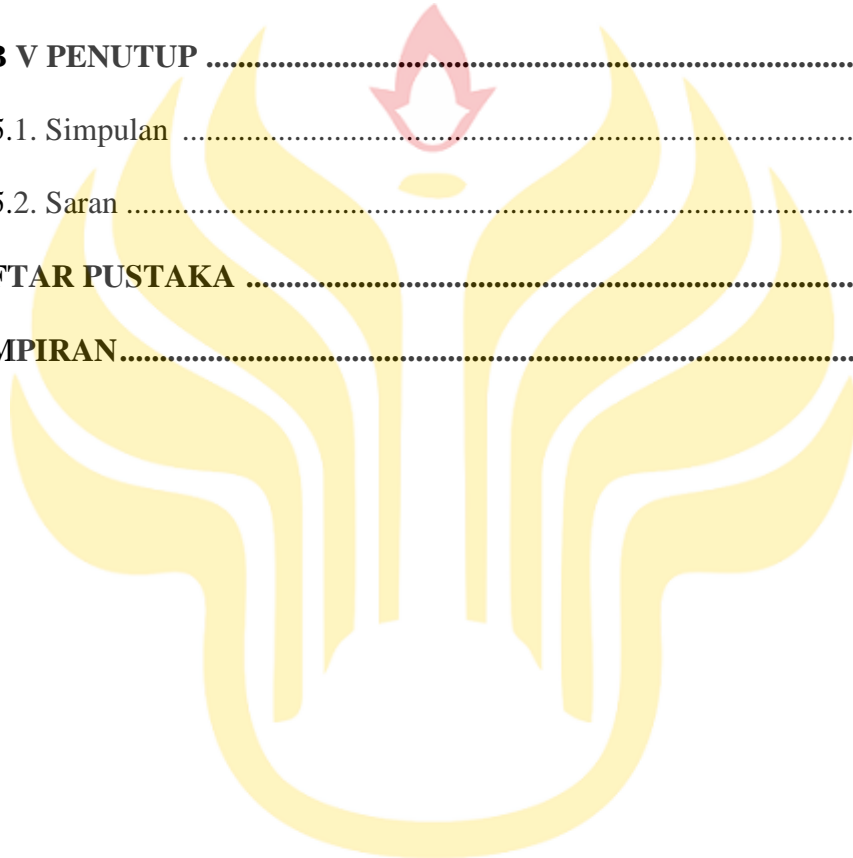 B V PENUTUP ....................................................................................
5.1. Simpulan ....................................................................................
5.2. Saran ....................................................................................
FTAR PUSTAKA ....................................................................................
MPIRAN....................................................................................